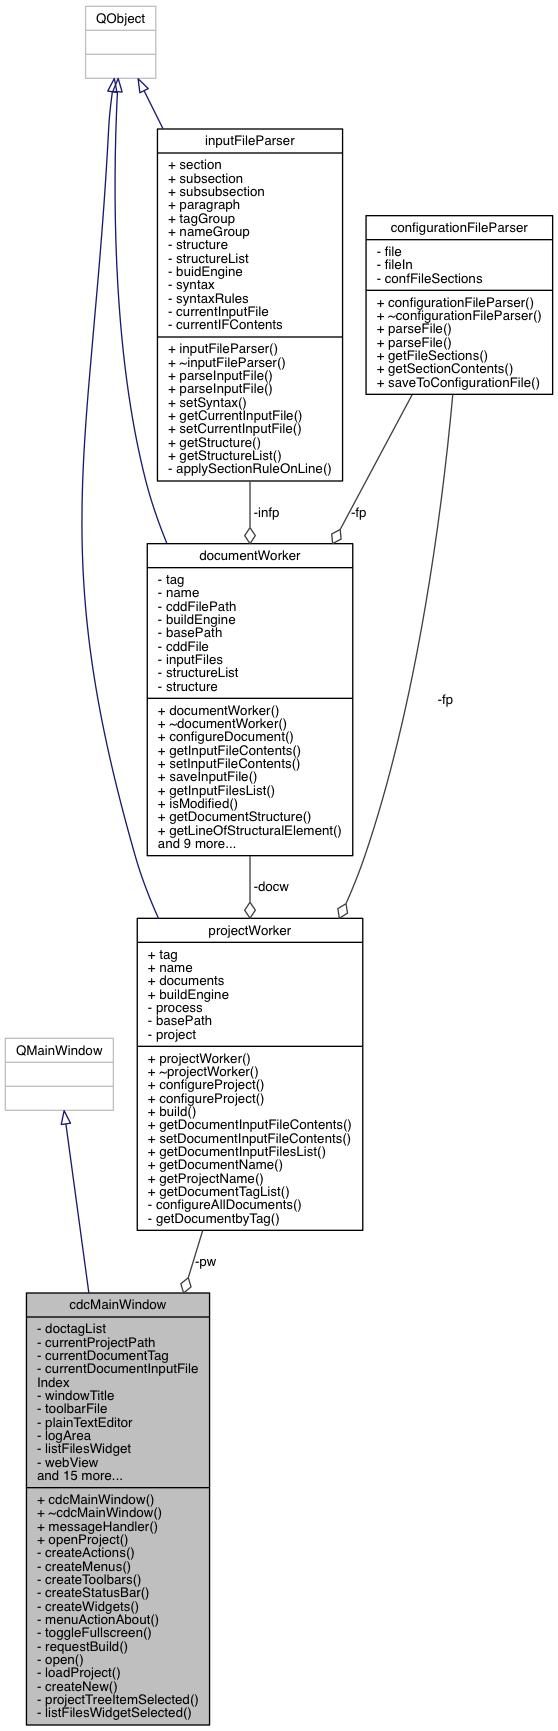 QObject
inputFileParser
+ section
+ subsection
+ subsubsection
+ paragraph
+ tagGroup
+ nameGroup
- structure
- structureList
- buidEngine
- syntax
- syntaxRules
- currentInputFile
- currentIFContents
+ inputFileParser()
+ ~inputFileParser()
+ parseInputFile()
+ parseInputFile()
+ setSyntax()
+ getCurrentInputFile()
+ setCurrentInputFile()
+ getStructure()
+ getStructureList()
- applySectionRuleOnLine()
configurationFileParser
- file
- fileIn
- confFileSections
+ configurationFileParser()
+ ~configurationFileParser()
+ parseFile()
+ parseFile()
+ getFileSections()
+ getSectionContents()
+ saveToConfigurationFile()
-infp
-fp
documentWorker
- tag
- name
- cddFilePath
- buildEngine
- basePath
- cddFile
- inputFiles
- structureList
- structure
+ documentWorker()
+ ~documentWorker()
+ configureDocument()
+ getInputFileContents()
+ setInputFileContents()
+ saveInputFile()
+ getInputFilesList()
+ isModified()
+ getDocumentStructure()
+ getLineOfStructuralElement()
and 9 more...
-fp
-docw
projectWorker
+ tag
+ name
+ documents
+ buildEngine
- process
- basePath
- project
+ projectWorker()
+ ~projectWorker()
+ configureProject()
+ configureProject()
+ build()
+ getDocumentInputFileContents()
+ setDocumentInputFileContents()
+ getDocumentInputFilesList()
+ getDocumentName()
+ getProjectName()
+ getDocumentTagList()
- configureAllDocuments()
- getDocumentbyTag()
QMainWindow
-pw
cdcMainWindow
- doctagList
- currentProjectPath
- currentDocumentTag
- currentDocumentInputFile
Index
- windowTitle
- toolbarFile
- plainTextEditor
- logArea
- listFilesWidget
- webView
and 15 more...
+ cdcMainWindow()
+ ~cdcMainWindow()
+ messageHandler()
+ openProject()
- createActions()
- createMenus()
- createToolbars()
- createStatusBar()
- createWidgets()
- menuActionAbout()
- toggleFullscreen()
- requestBuild()
- open()
- loadProject()
- createNew()
- projectTreeItemSelected()
- listFilesWidgetSelected()